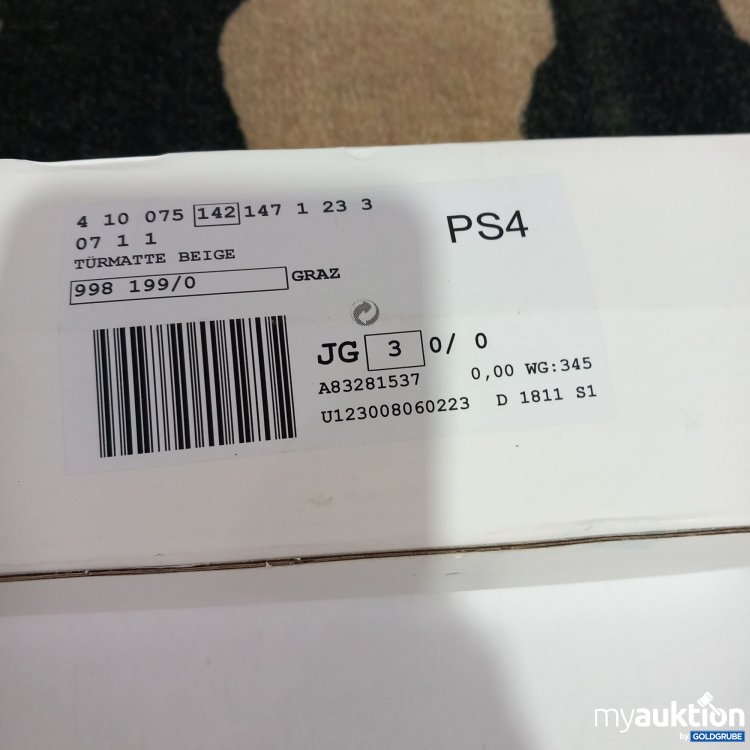 4 10 075 142 147 1 23 3
07 1 1
TÜRMATTE BEIGE
998 199/0 GRAZ
PS4
JG 3 0/ 0
A83281537 0,00 WG:345
U123008060223 D 1811 S1
myauktion
by GOLDGRUBE